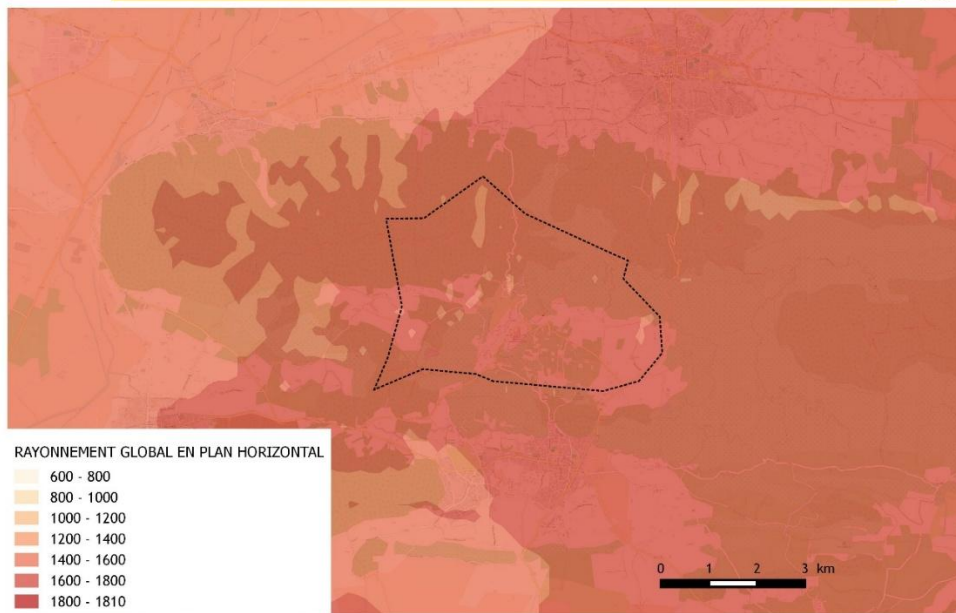 RAYONNEMENT GLOBAL EN PLAN HORIZONTAL
600 - 800
800 - 1000
1000 - 1200
1200 - 1400
1400 - 1600
1600 - 1800
1800 - 1810
0 1 2 3 km